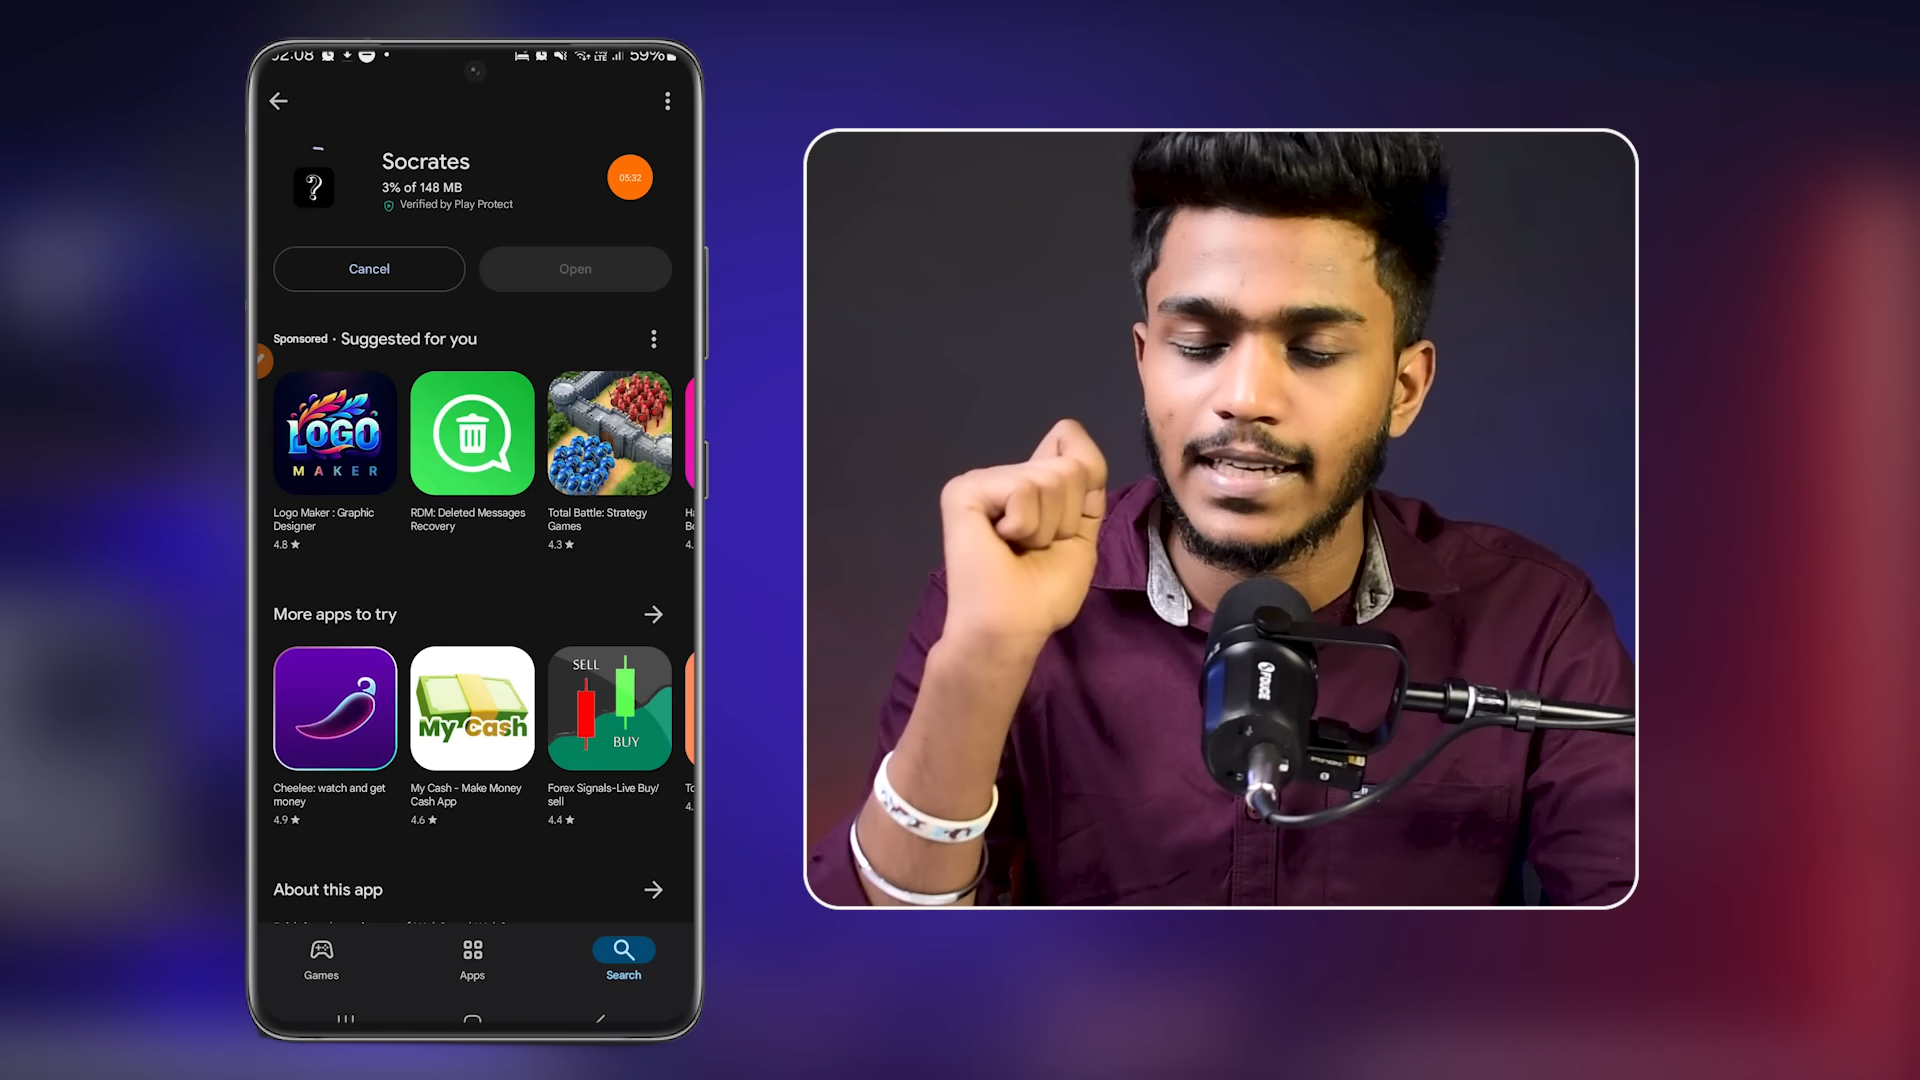 59%
Socrates
3% of 148 MB
Verified by Play Protect
05:32
Cancel
Open
Sponsored · Suggested for you
LOGO
MAKER
Logo Maker : Graphic
Designer
4.8 ★
RDM: Deleted Messages
Recovery
Total Battle: Strategy
Games
4.3 ★
More apps to try
My Cash
SELL
BUY
Cheelee: watch and get
money
4.9 ★
My Cash - Make Money
Cash App
4.6 ★
Forex Signals-Live Buy/
sell
4.4 ★
About this app
Games
Apps
Search